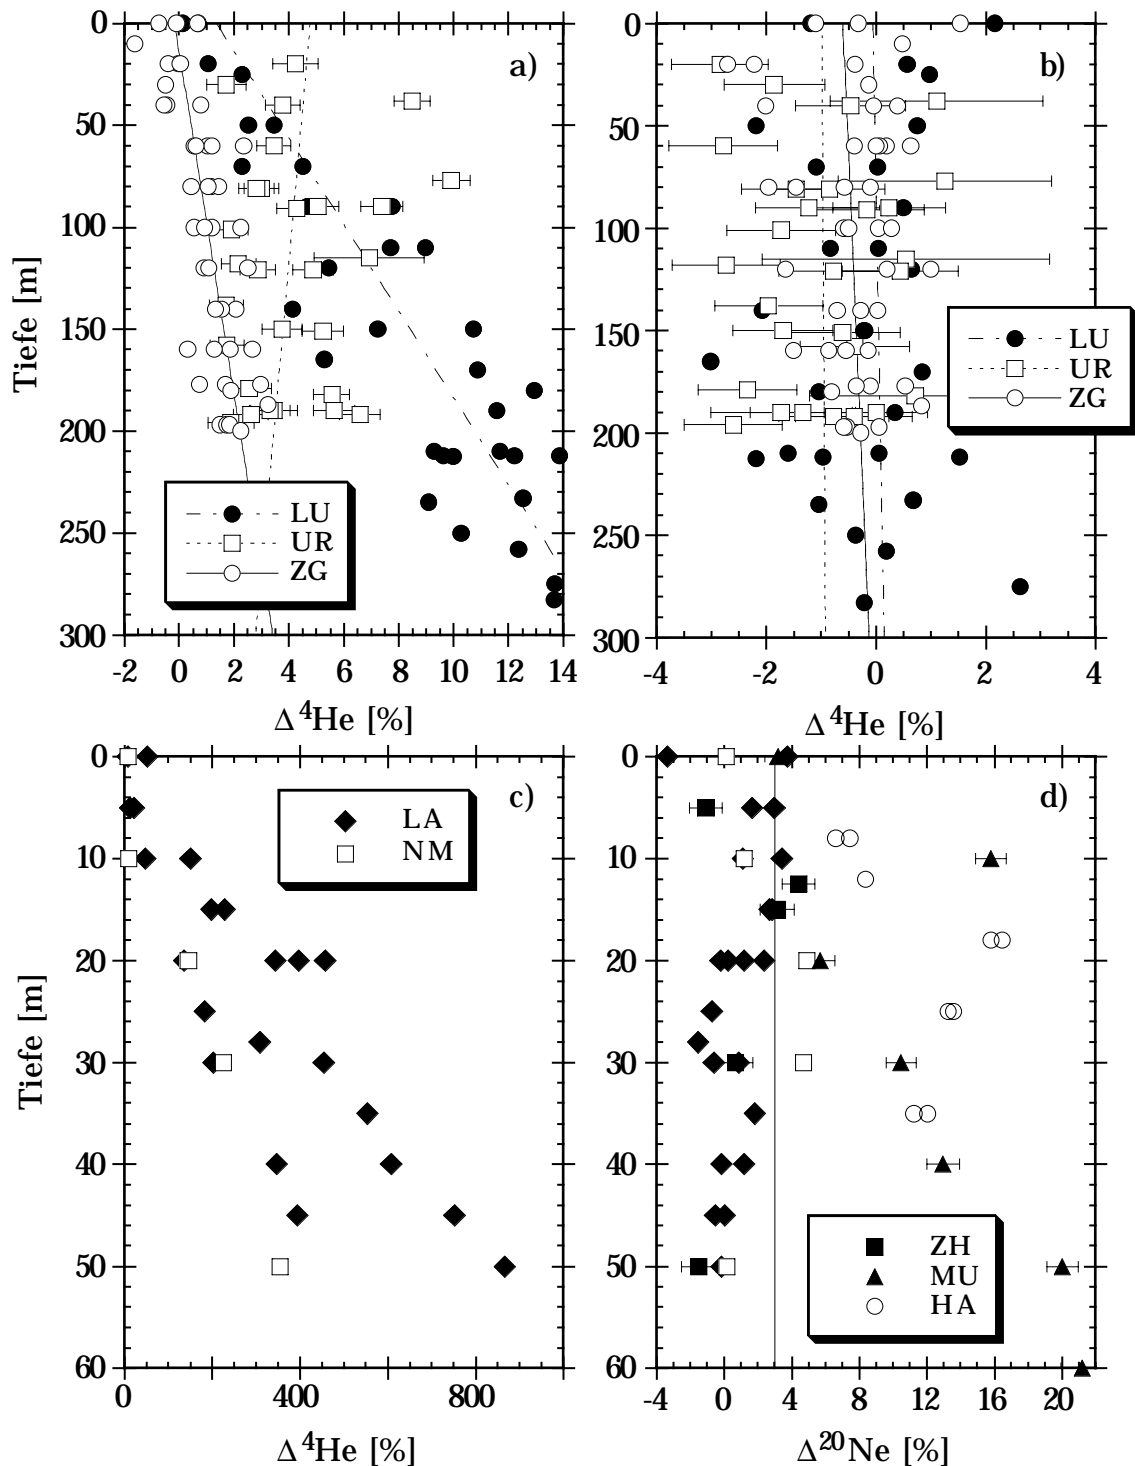 a)
0
50
100
150
200
250
300
Tiefe [m]
LU
UR
ZG
-2 0 2 4 6 8 10 12 14
Δ⁴He [%]
b)
0
50
100
150
200
250
300
LU
UR
ZG
-4 -2 0 2 4
Δ⁴He [%]
c)
0
10
20
30
40
50
60
Tiefe [m]
LA
NM
0 400 800
Δ⁴He [%]
d)
0
10
20
30
40
50
60
ZH
MU
HA
-4 0 4 8 12 16 20
Δ²⁰Ne [%]